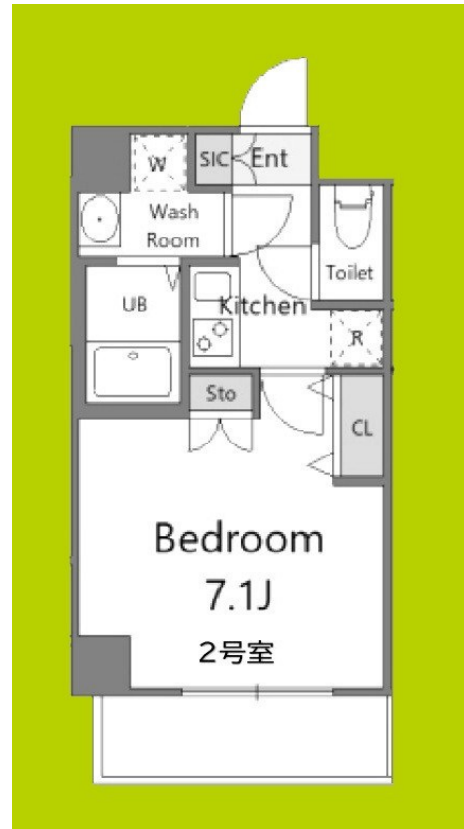 W
SIC
Ent
Wash
Room
Toilet
UB
Kitchen
R
Sto
CL
Bedroom
7.1J
2号室